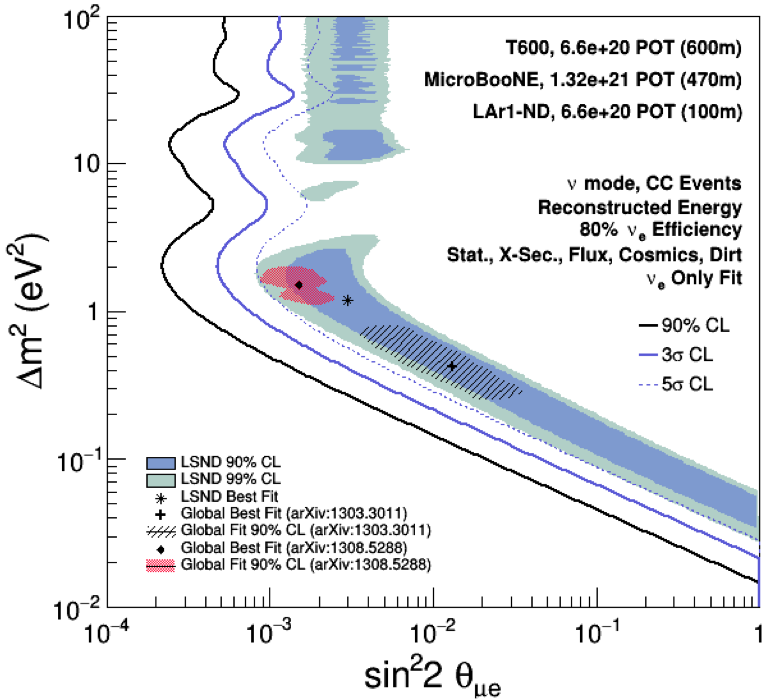 10²
T600, 6.6e+20 POT (600m)
MicroBooNE, 1.32e+21 POT (470m)
LAr1-ND, 6.6e+20 POT (100m)
10
ν mode, CC Events
Reconstructed Energy
80% νₑ Efficiency
Stat., X-Sec., Flux, Cosmics, Dirt
νₑ Only Fit
Δm² (eV²)
1
90% CL
3σ CL
5σ CL
10⁻¹
LSND 90% CL
LSND 99% CL
LSND Best Fit
Global Best Fit (arXiv:1303.3011)
Global Fit 90% CL (arXiv:1303.3011)
Global Best Fit (arXiv:1308.5288)
Global Fit 90% CL (arXiv:1308.5288)
10⁻²
10⁻⁴ 10⁻³ 10⁻² 10⁻¹ 1
sin²2 θμe